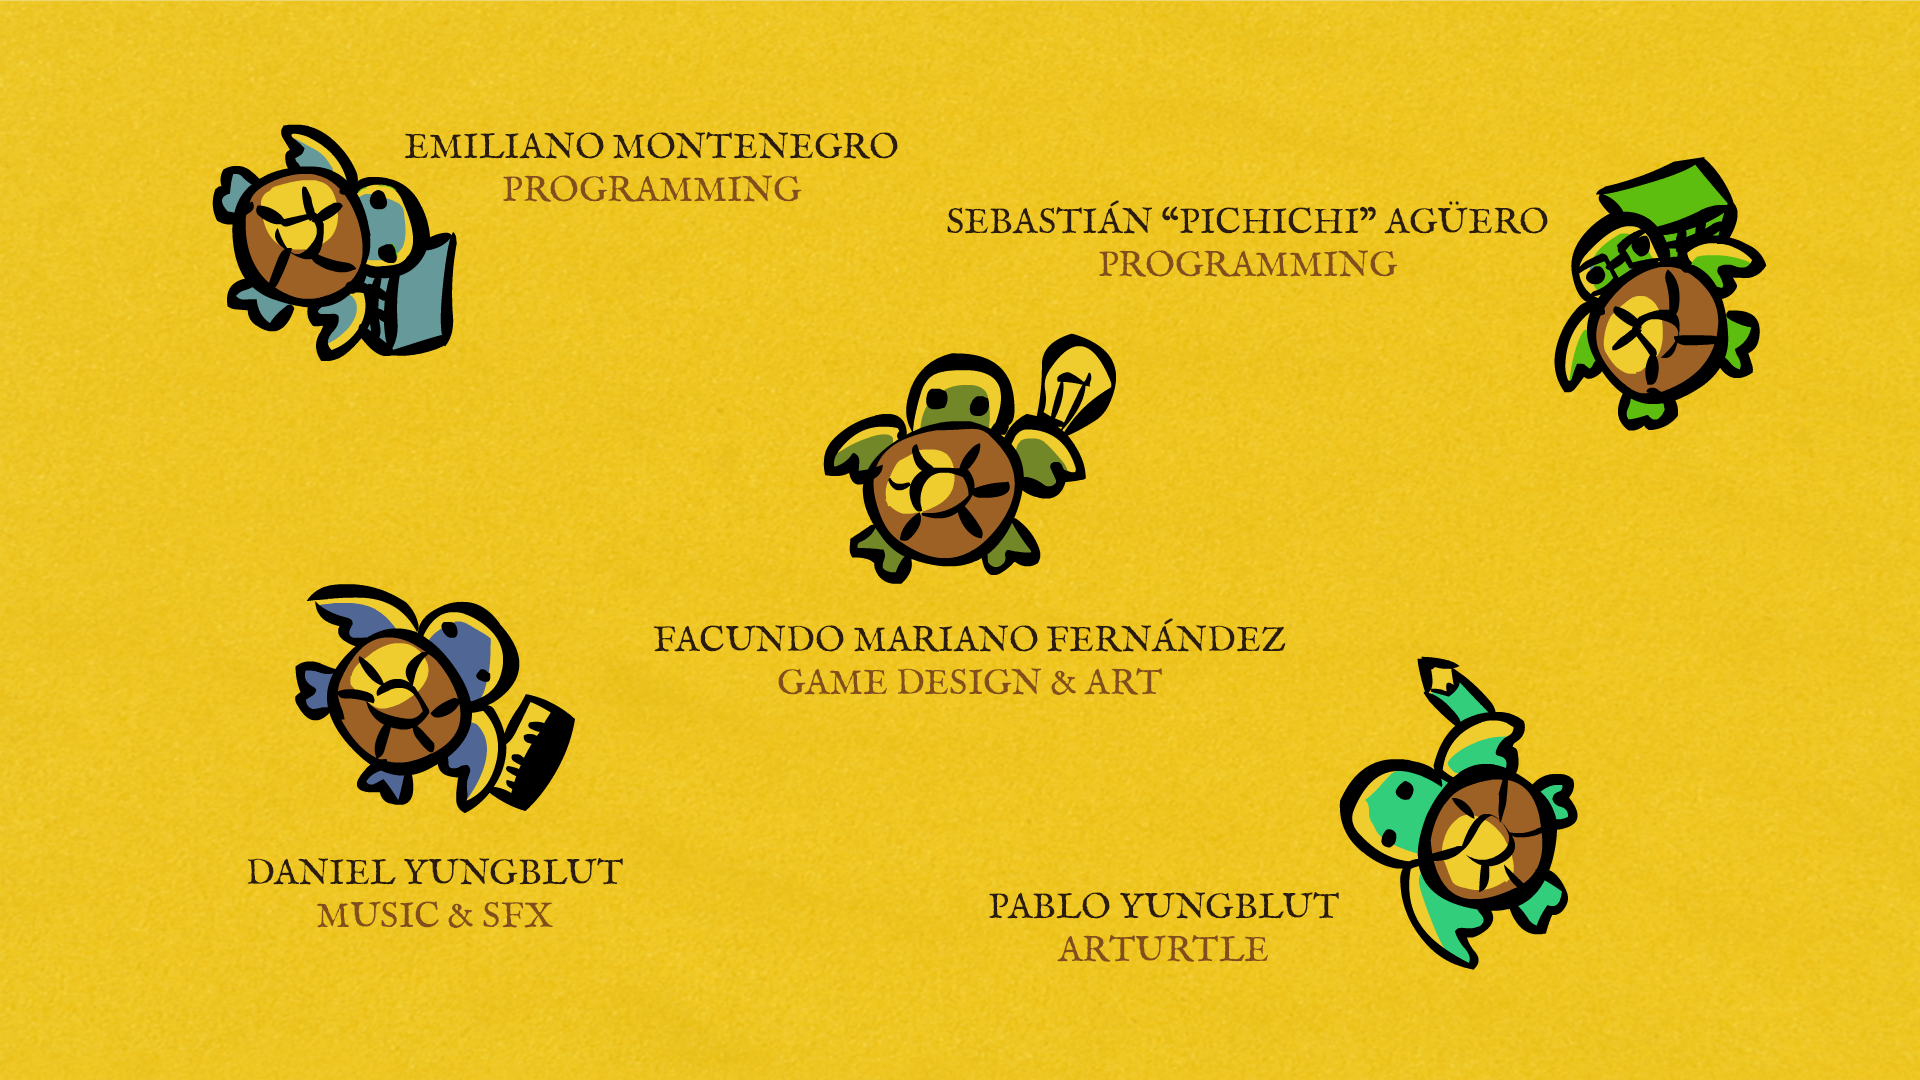 EMILIANO MONTENEGRO
PROGRAMMING
SEBASTIÁN “PICHICHI” AGÜERO
PROGRAMMING
FACUNDO MARIANO FERNÁNDEZ
GAME DESIGN & ART
DANIEL YUNGBLUT
MUSIC & SFX
PABLO YUNGBLUT
ARTURTLE